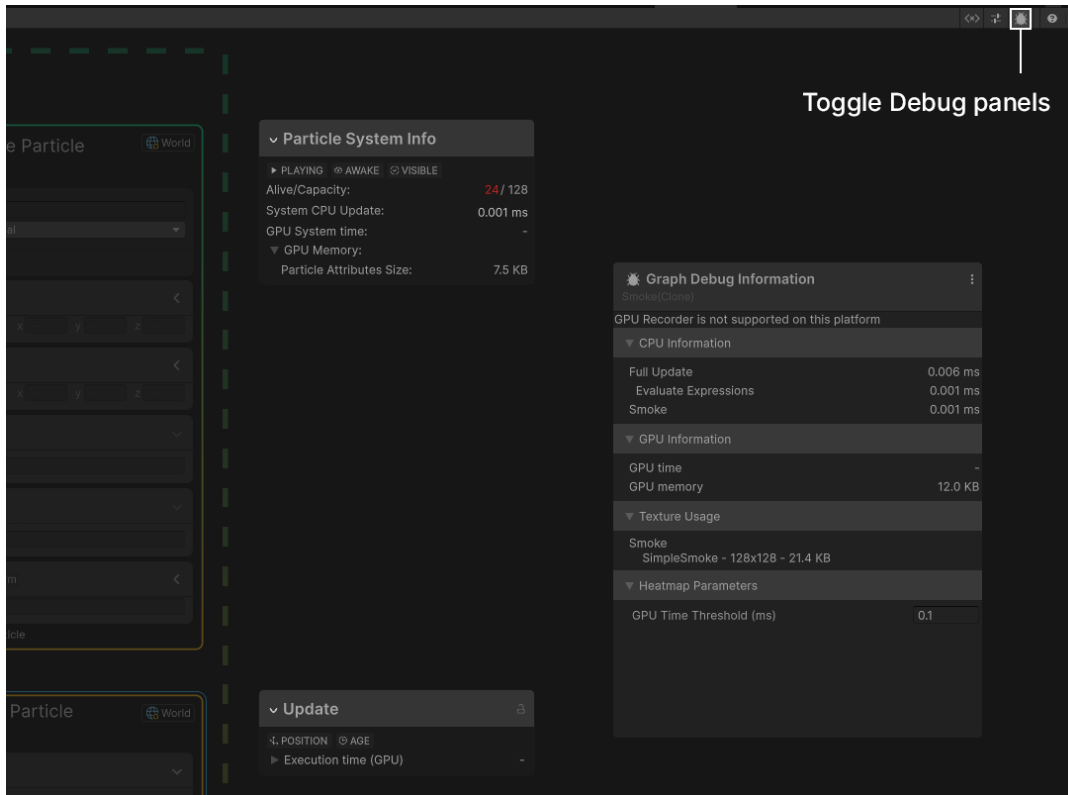 Toggle Debug panels
e Particle
World
al
x y z
x y z
m
ticle
Particle
World
Particle System Info
PLAYING AWAKE VISIBLE
Alive/Capacity: 24/ 128
System CPU Update: 0.001 ms
GPU System time: -
GPU Memory:
Particle Attributes Size: 7.5 KB
Graph Debug Information
Smoke(Clone)
GPU Recorder is not supported on this platform
CPU Information
Full Update 0.006 ms
Evaluate Expressions 0.001 ms
Smoke 0.001 ms
GPU Information
GPU time -
GPU memory 12.0 KB
Texture Usage
Smoke
SimpleSmoke - 128x128 - 21.4 KB
Heatmap Parameters
GPU Time Threshold (ms) 0.1
Update
POSITION AGE
Execution time (GPU) -